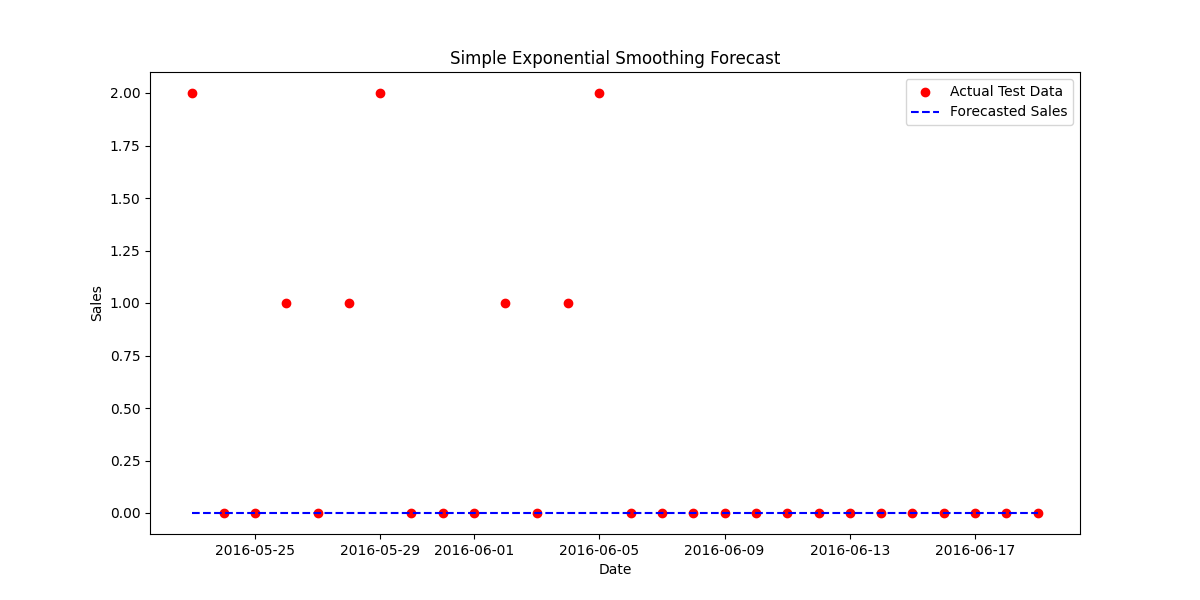 Simple Exponential Smoothing Forecast
Actual Test Data
Forecasted Sales
2.00
1.75
1.50
1.25
1.00
0.75
0.50
0.25
0.00
Sales
2016-05-25 2016-05-29 2016-06-01 2016-06-05 2016-06-09 2016-06-13 2016-06-17
Date